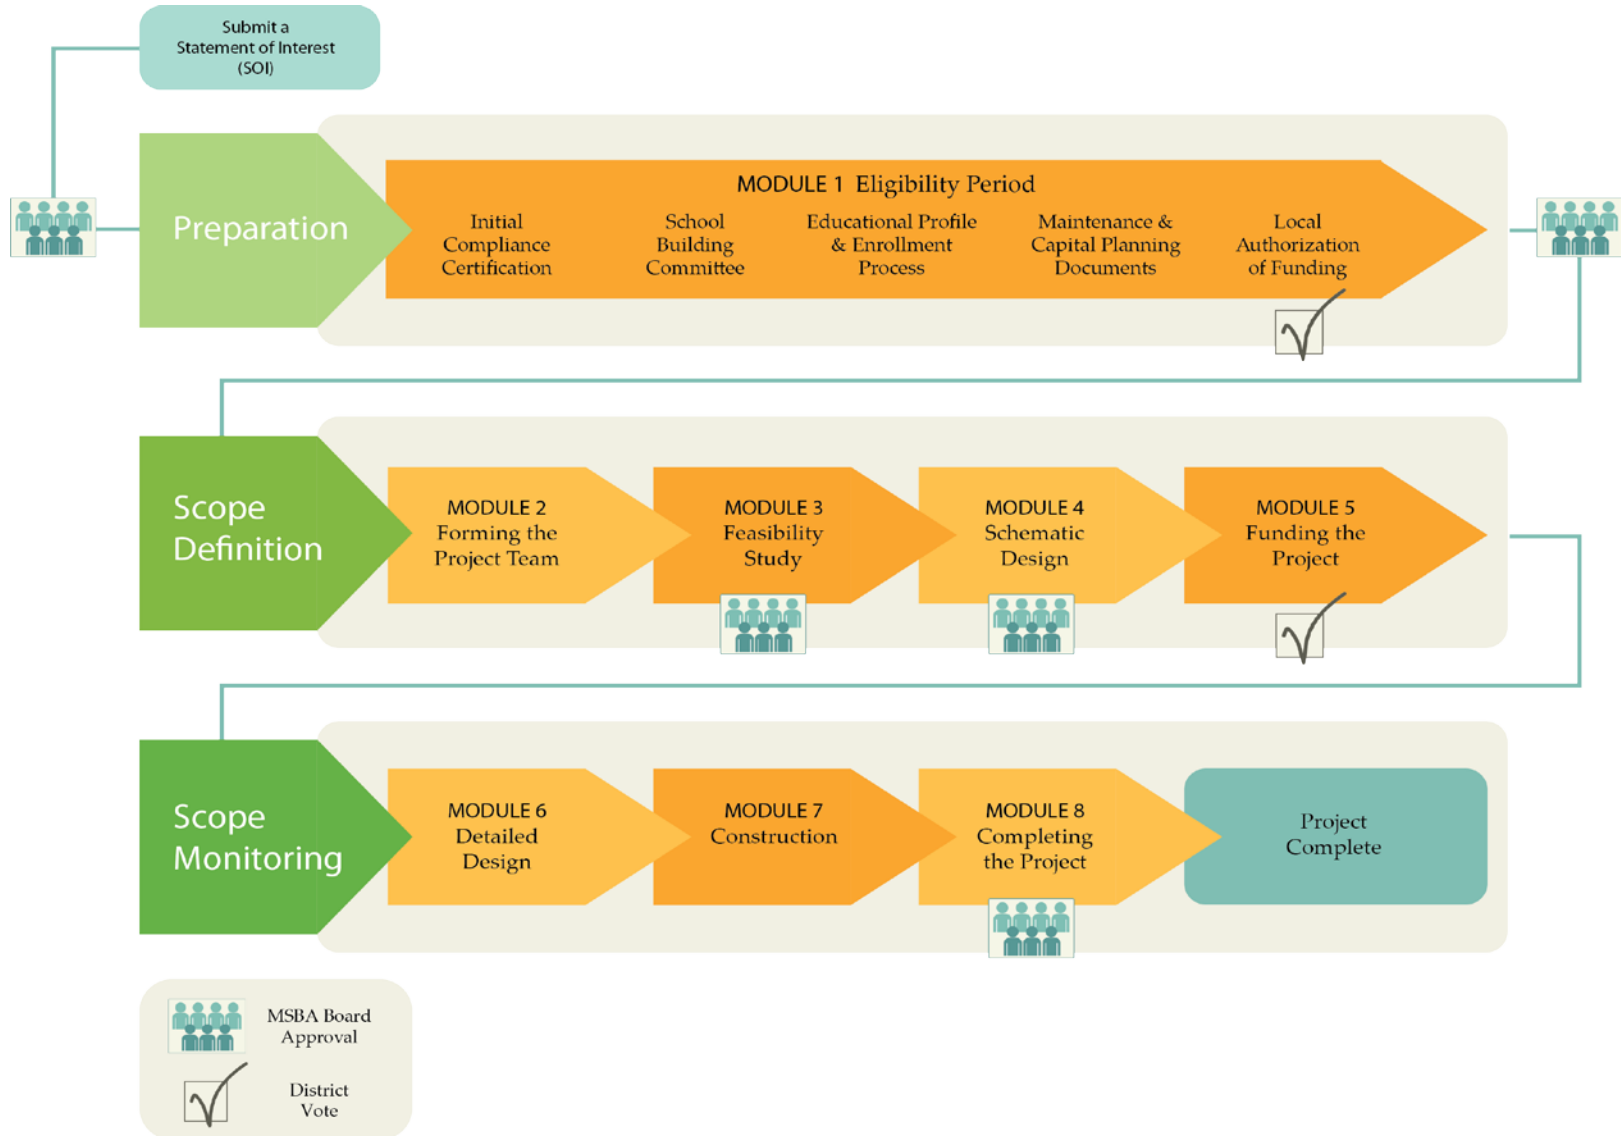 Submit a
Statement of Interest
(SOI)
Preparation
MODULE 1 Eligibility Period
Initial
Compliance
Certification
School
Building
Committee
Educational Profile
& Enrollment
Process
Maintenance &
Capital Planning
Documents
Local
Authorization
of Funding
Scope
Definition
MODULE 2
Forming the
Project Team
MODULE 3
Feasibility
Study
MODULE 4
Schematic
Design
MODULE 5
Funding the
Project
Scope
Monitoring
MODULE 6
Detailed
Design
MODULE 7
Construction
MODULE 8
Completing
the Project
Project
Complete
MSBA Board
Approval
District
Vote